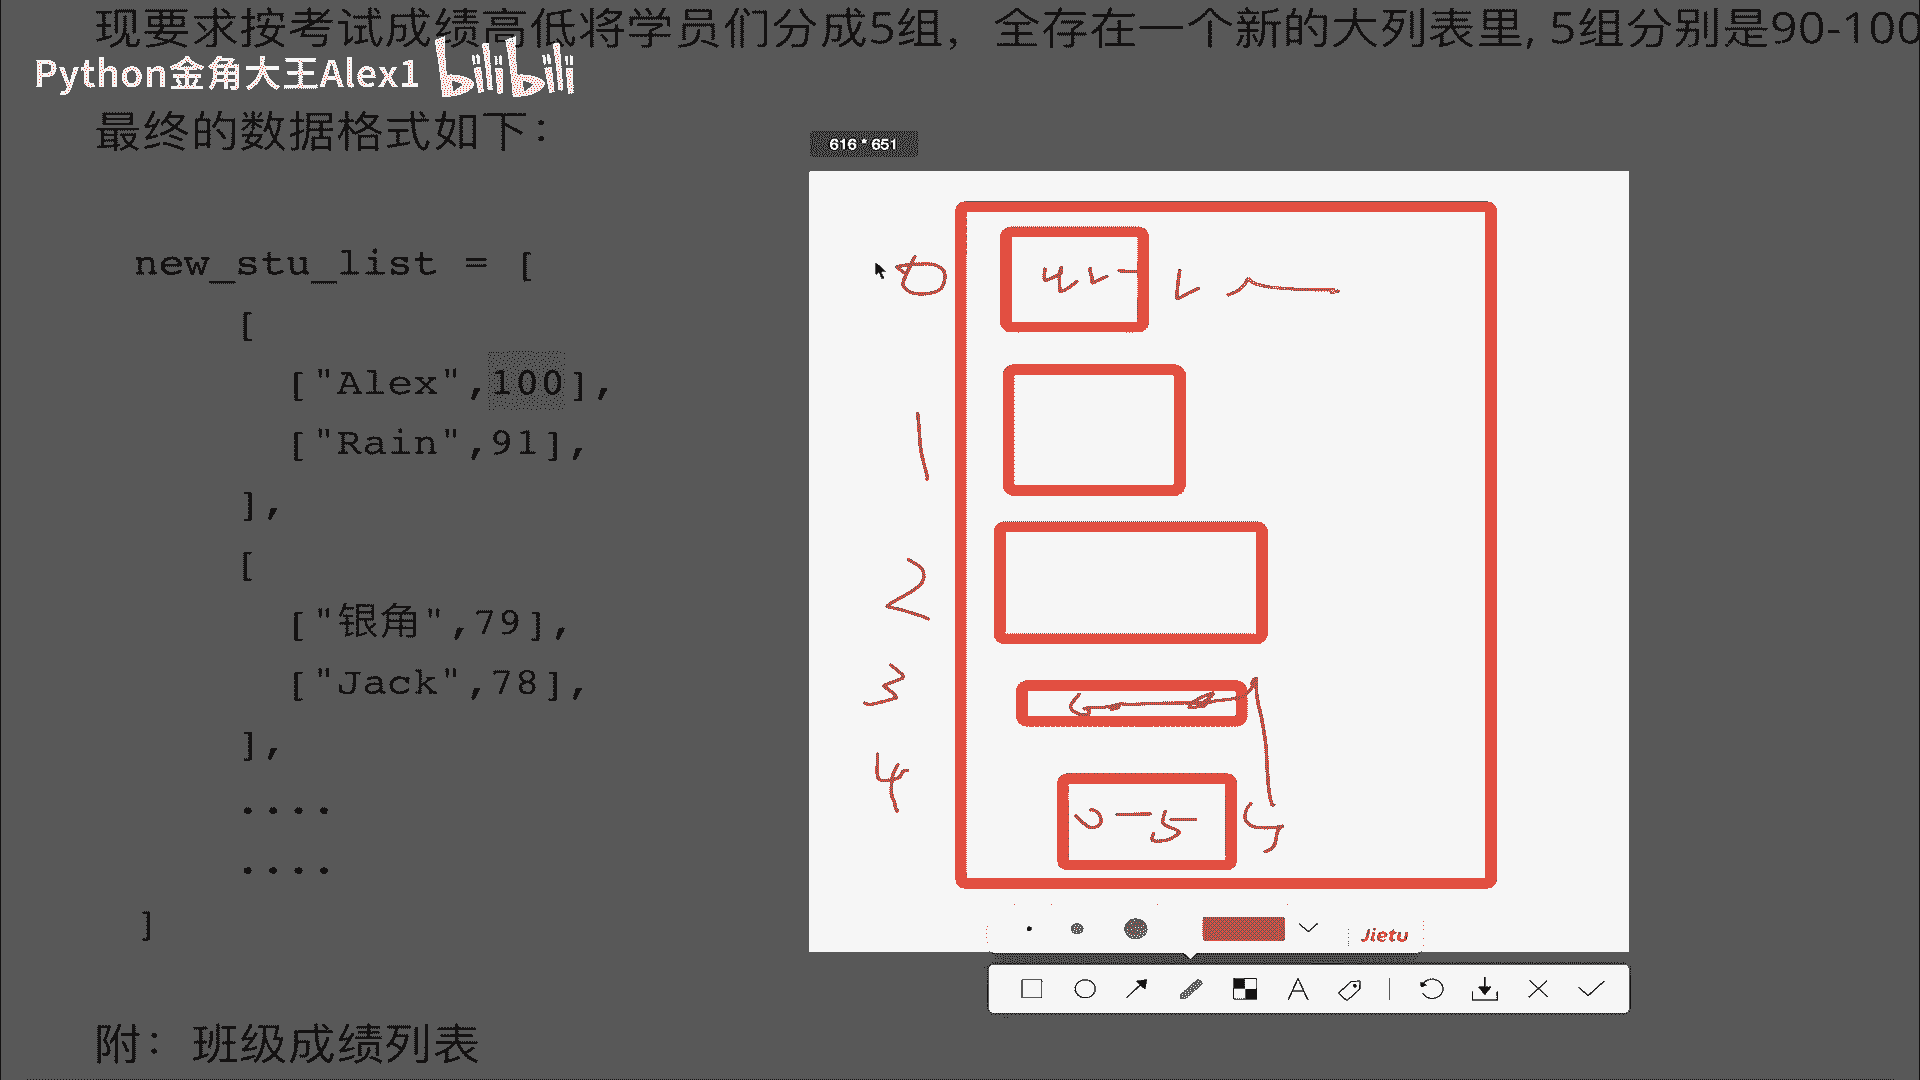 现要求按考试成绩高低将学员们分成5组，全存在一个新的大列表里, 5组分别是90-100
Python金角大王Alex1 bilibili
最终的数据格式如下：
616 * 651
new_stu_list = [
[
["Alex",100],
["Rain",91],
],
[
["银角",79],
["Jack",78],
],
....
....
]
0
1
2
3
4
0-5
Jietu
A
附：班级成绩列表